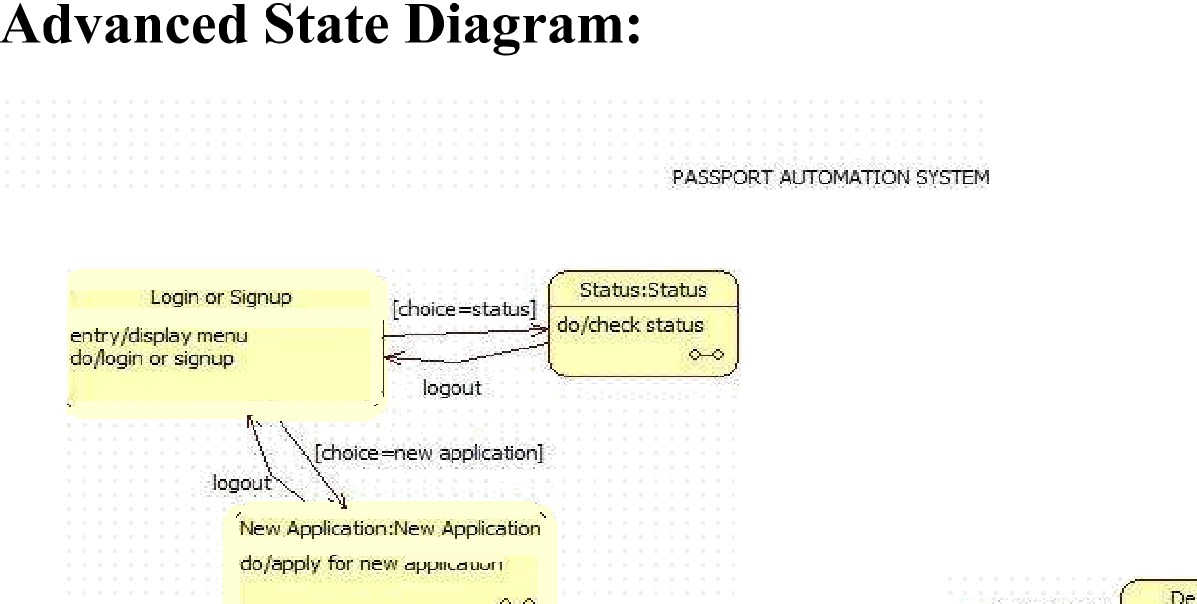 Advanced State Diagram:
PASSPORT AUTOMATION SYSTEM
Login or Signup
entry/display menu
do/login or signup
[choice=status]
Status:Status
do/check status
logout
[choice=new application]
logout
New Application:New Application
do/apply for new application